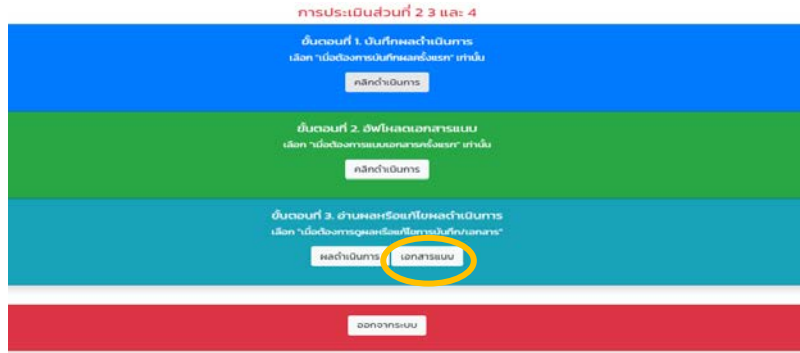 การประเมินส่วนที่ 2 3 และ 4
ขั้นตอนที่ 1. บันทึกผลดำเนินการ
เลือก "เมื่อต้องการบันทึกผลครั้งแรก" เท่านั้น
คลิกดำเนินการ
ขั้นตอนที่ 2. อัพโหลดเอกสารแนบ
เลือก "เมื่อต้องการแนบเอกสารครั้งแรก" เท่านั้น
คลิกดำเนินการ
ขั้นตอนที่ 3. อ่านผลหรือแก้ไขผลดำเนินการ
เลือก "เมื่อต้องการดูผลหรือแก้ไขการบันทึก/เอกสาร"
ผลดำเนินการ เอกสารแนบ
ออกจากระบบ